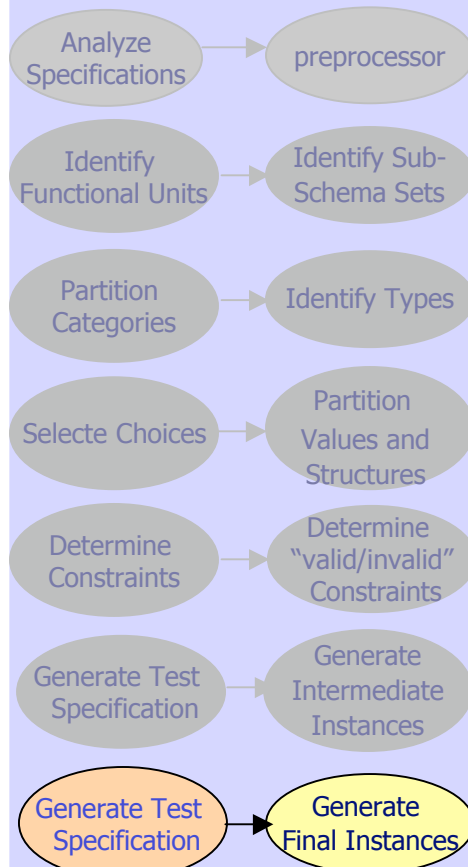 Analyze
Specifications
preprocessor
Identify
Functional Units
Identify Sub-
Schema Sets
Partition
Categories
Identify Types
Selecte Choices
Partition
Values and
Structures
Determine
Constraints
Determine
“valid/invalid”
Constraints
Generate Test
Specification
Generate
Intermediate
Instances
Generate Test
Specification
Generate
Final Instances